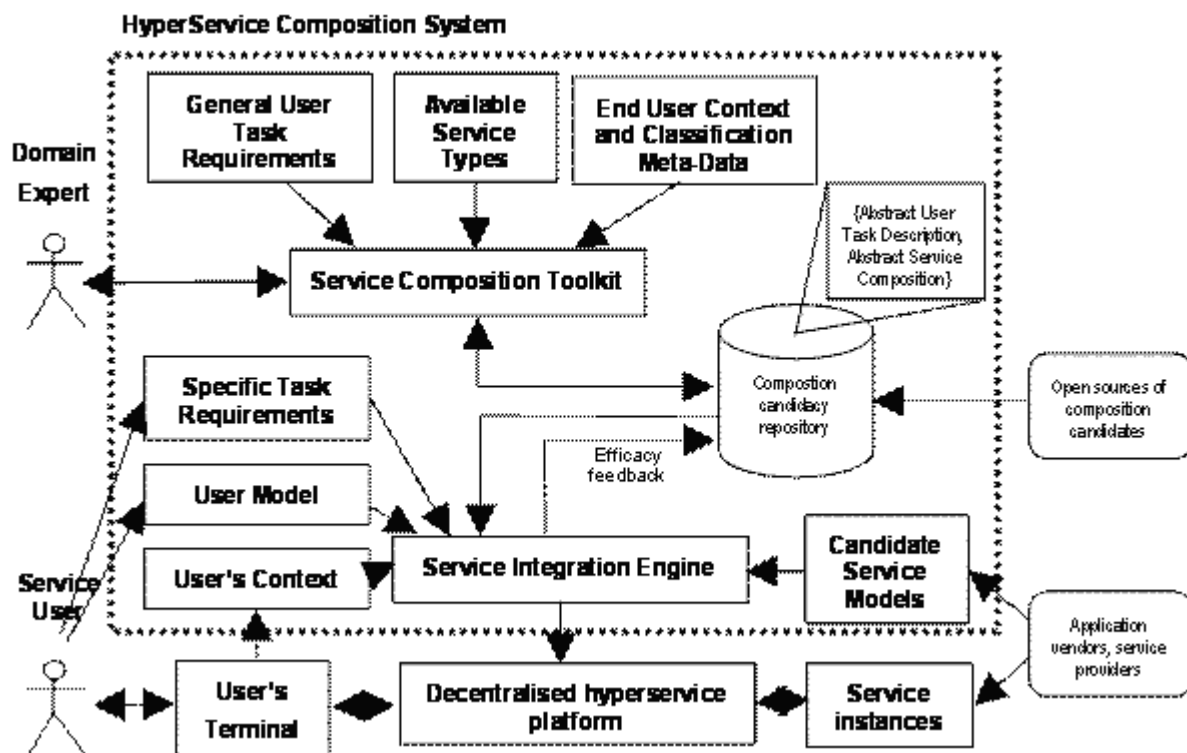 HyperService Composition System
General User
Task
Requirements
Available
Service
Types
End User Context
and Classification
Meta-Data
Domain
Expert
{Abstract User
Task Description,
Abstract Service
Composition}
Service Composition Toolkit
Specific Task
Requirements
Compostion
candidacy
repository
Open sources of
composition
candidates
Efficacy
feedback
User Model
Service Integration Engine
Candidate
Service
Models
User's Context
Service
User
Application
vendors, service
providers
User's
Terminal
Decentralised hyperservice
platform
Service
instances